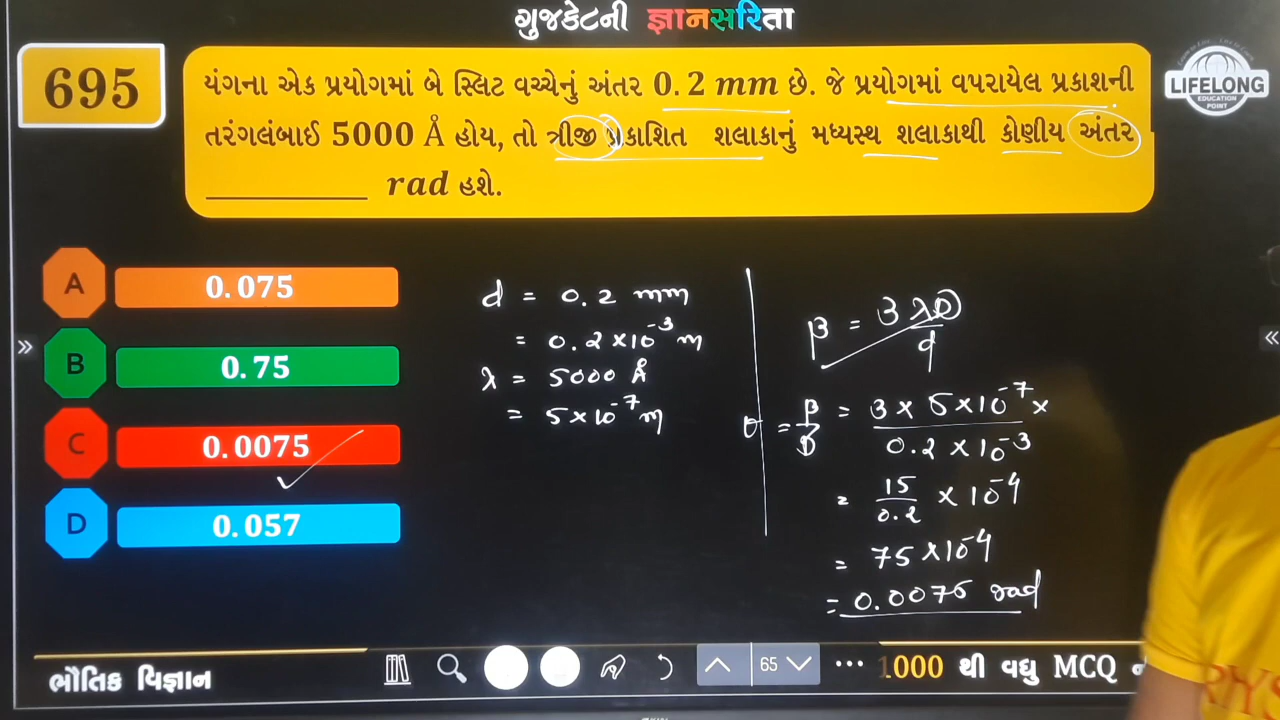 ગુજકેટની જ્ઞાનસરિતા
695
યંગના એક પ્રયોગમાં બે સ્લિટ વચ્ચેનું અંતર 0.2 mm છે. જે પ્રયોગમાં વપરાયેલ પ્રકાશની
તરંગલંબાઈ 5000 Å હોય, તો ત્રીજી પ્રકાશિત શલાકાનું મધ્યસ્થ શલાકાથી કોણીય અંતર
__________ rad હશે.
LIFELONG
EDUCATION
POINT
A 0.075
B 0.75
C 0.0075
D 0.057
d = 0.2 mm
= 0.2 × 10⁻³ m
λ = 5000 Å
= 5 × 10⁻⁷ m
β = 3λD / d
θ = β/D = 3 × 5 × 10⁻⁷ × / 0.2 × 10⁻³
= 15/0.2 × 10⁻⁴
= 75 × 10⁻⁴
= 0.0075 rad
ભૌતિક વિજ્ઞાન
65
1000 થી વધુ MCQ ન